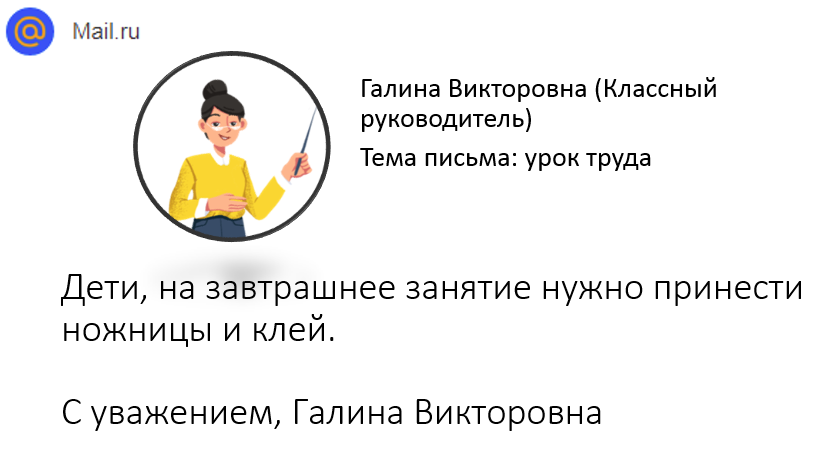 Mail.ru
Галина Викторовна (Классный
руководитель)
Тема письма: урок труда
Дети, на завтрашнее занятие нужно принести
ножницы и клей.
С уважением, Галина Викторовна